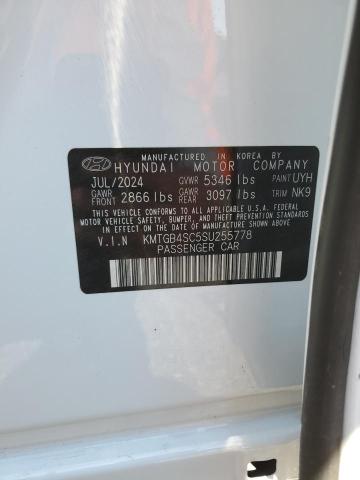 MANUFACTURED IN KOREA BY
HYUNDAI MOTOR COMPANY
JUL/2024 GVWR 5346 lbs PAINT UYH
GAWR FRONT 2866 lbs GAWR REAR 3097 lbs TRIM NK9
THIS VEHICLE CONFORMS TO ALL APPLICABLE U.S.A. FEDERAL
MOTOR VEHICLE SAFETY, BUMPER, AND THEFT PREVENTION
STANDARDS IN EFFECT ON THE DATE OF MANUFACTURE SHOWN ABOVE.
V.I.N KMTGB4SC5SU255778
PASSENGER CAR